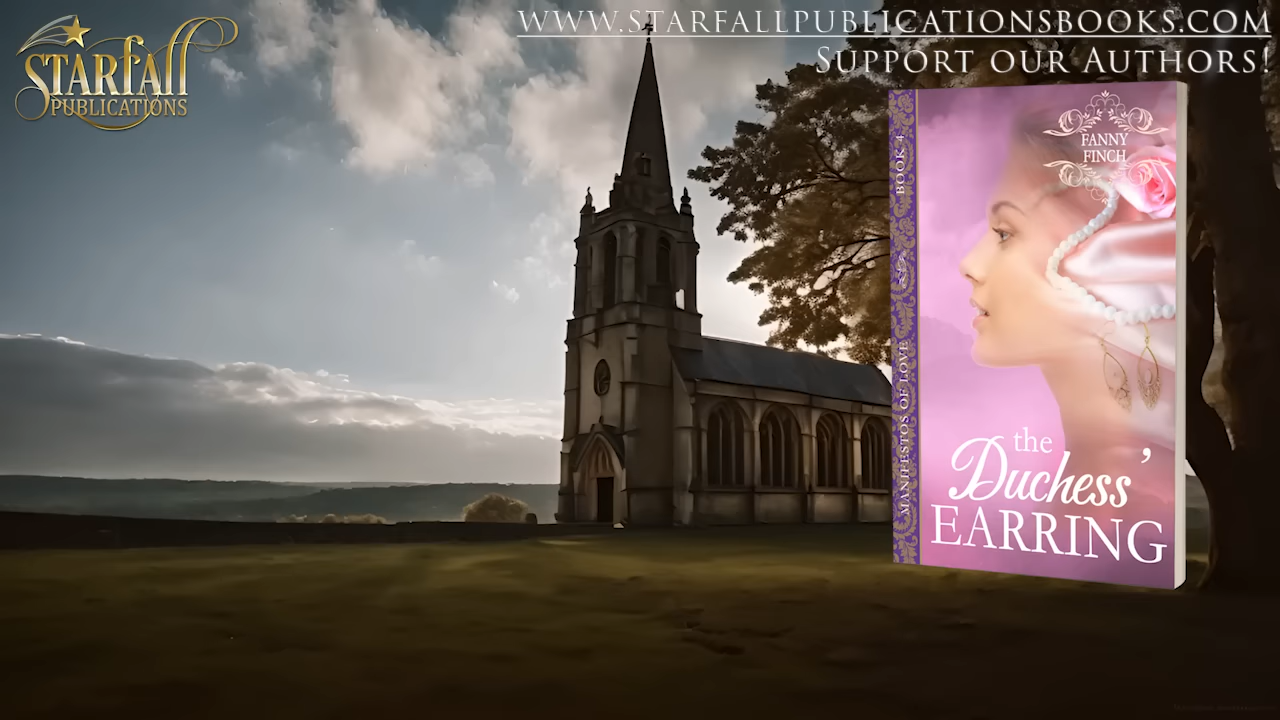 STARfall
PUBLICATIONS
WWW.STARFALLPUBLICATIONSBOOKS.COM
SUPPORT OUR AUTHORS!
FANNY
FINCH
BOOK 4
MANIFESTOS OF LOVE
the
Duchess'
EARRING